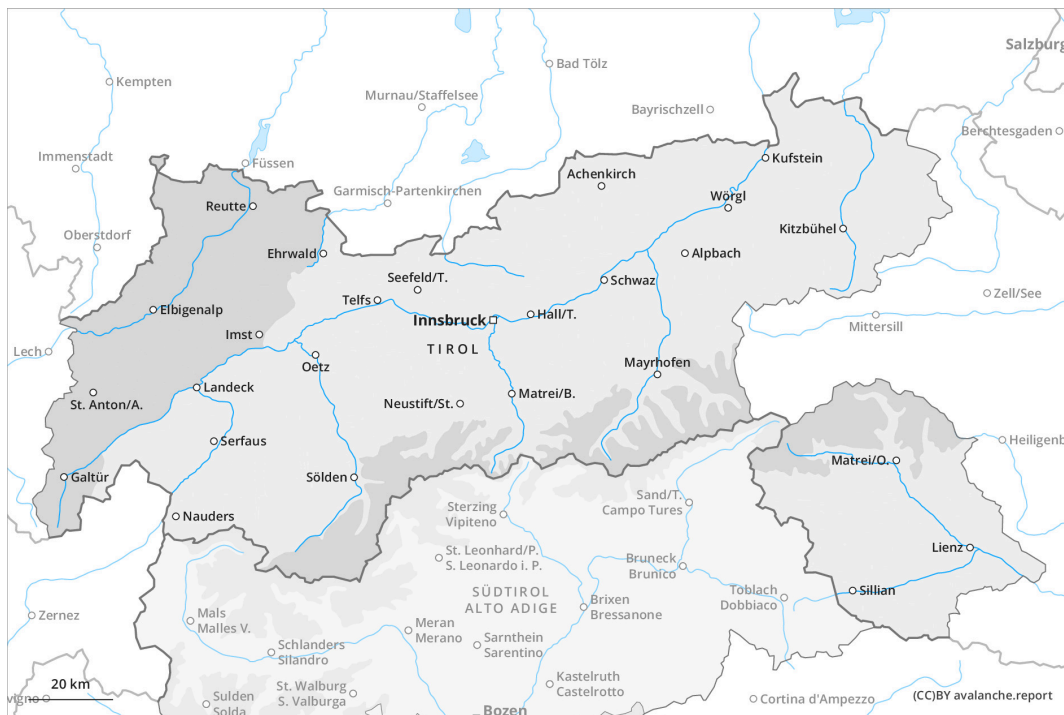 Salzburg
Kempten
Bad Tölz
Murnau/Staffelsee
Bayrischzell
Berchtesgaden
Immenstadt
Füssen
Kufstein
Achenkirch
Garmisch-Partenkirchen
Reutte
Wörgl
Oberstdorf
Kitzbühel
Ehrwald
Alpbach
Seefeld/T.
Schwaz
Zell/See
Telfs
Elbigenalp
Innsbruck
Hall/T.
Mittersill
Imst
TIROL
Lech
Oetz
Mayrhofen
Landeck
St. Anton/A.
Neustift/St.
Matrei/B.
Serfaus
Heiligenb
Matrei/O.
Galtür
Sölden
Sand/T.
Campo Tures
Nauders
Sterzing
Vipiteno
Lienz
St. Leonhard/P.
S. Leonardo i. P.
Bruneck
Brunico
SÜDTIROL
ALTO ADIGE
Sillian
Toblach
Dobbiaco
Zernez
Mals
Malles V.
Brixen
Bressanone
Meran
Merano
Sarnthein
Sarentino
Schlanders
Silandro
20 km
Kastelruth
Castelrotto
St. Walburg
S. Valburga
vigno
Sulden
Solda
Cortina d'Ampezzo
(CC)BY avalanche.report
Bozen